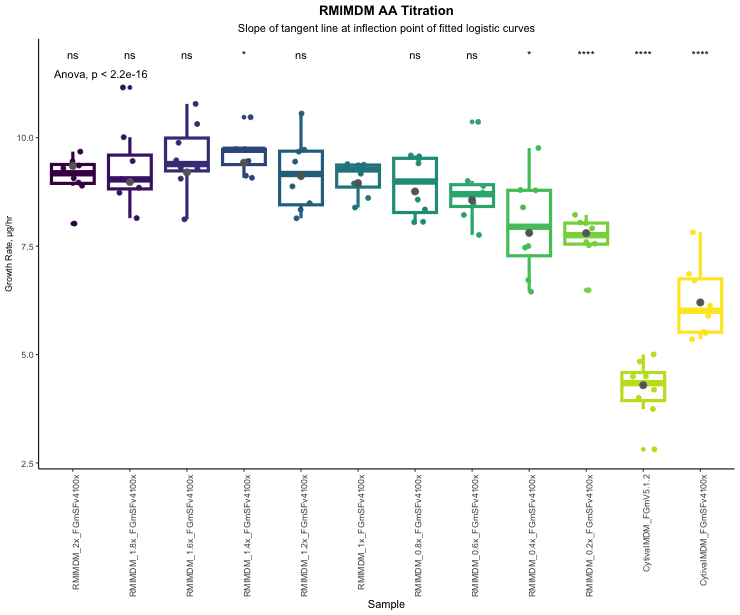 RMIMDM AA Titration
Slope of tangent line at inflection point of fitted logistic curves
ns ns ns * ns ns ns * **** **** ****
Anova, p < 2.2e-16
10.0
7.5
5.0
2.5
Growth Rate, µg/hr
RMIMDM_2x_FGmSFv4100x
RMIMDM_1.8x_FGmSFv4100x
RMIMDM_1.6x_FGmSFv4100x
RMIMDM_1.4x_FGmSFv4100x
RMIMDM_1.2x_FGmSFv4100x
RMIMDM_1x_FGmSFv4100x
RMIMDM_0.8x_FGmSFv4100x
RMIMDM_0.6x_FGmSFv4100x
RMIMDM_0.4x_FGmSFv4100x
RMIMDM_0.2x_FGmSFv4100x
CytivaIMDM_FGmV5.1.2
CytivaIMDM_FGmSFv4100x
Sample